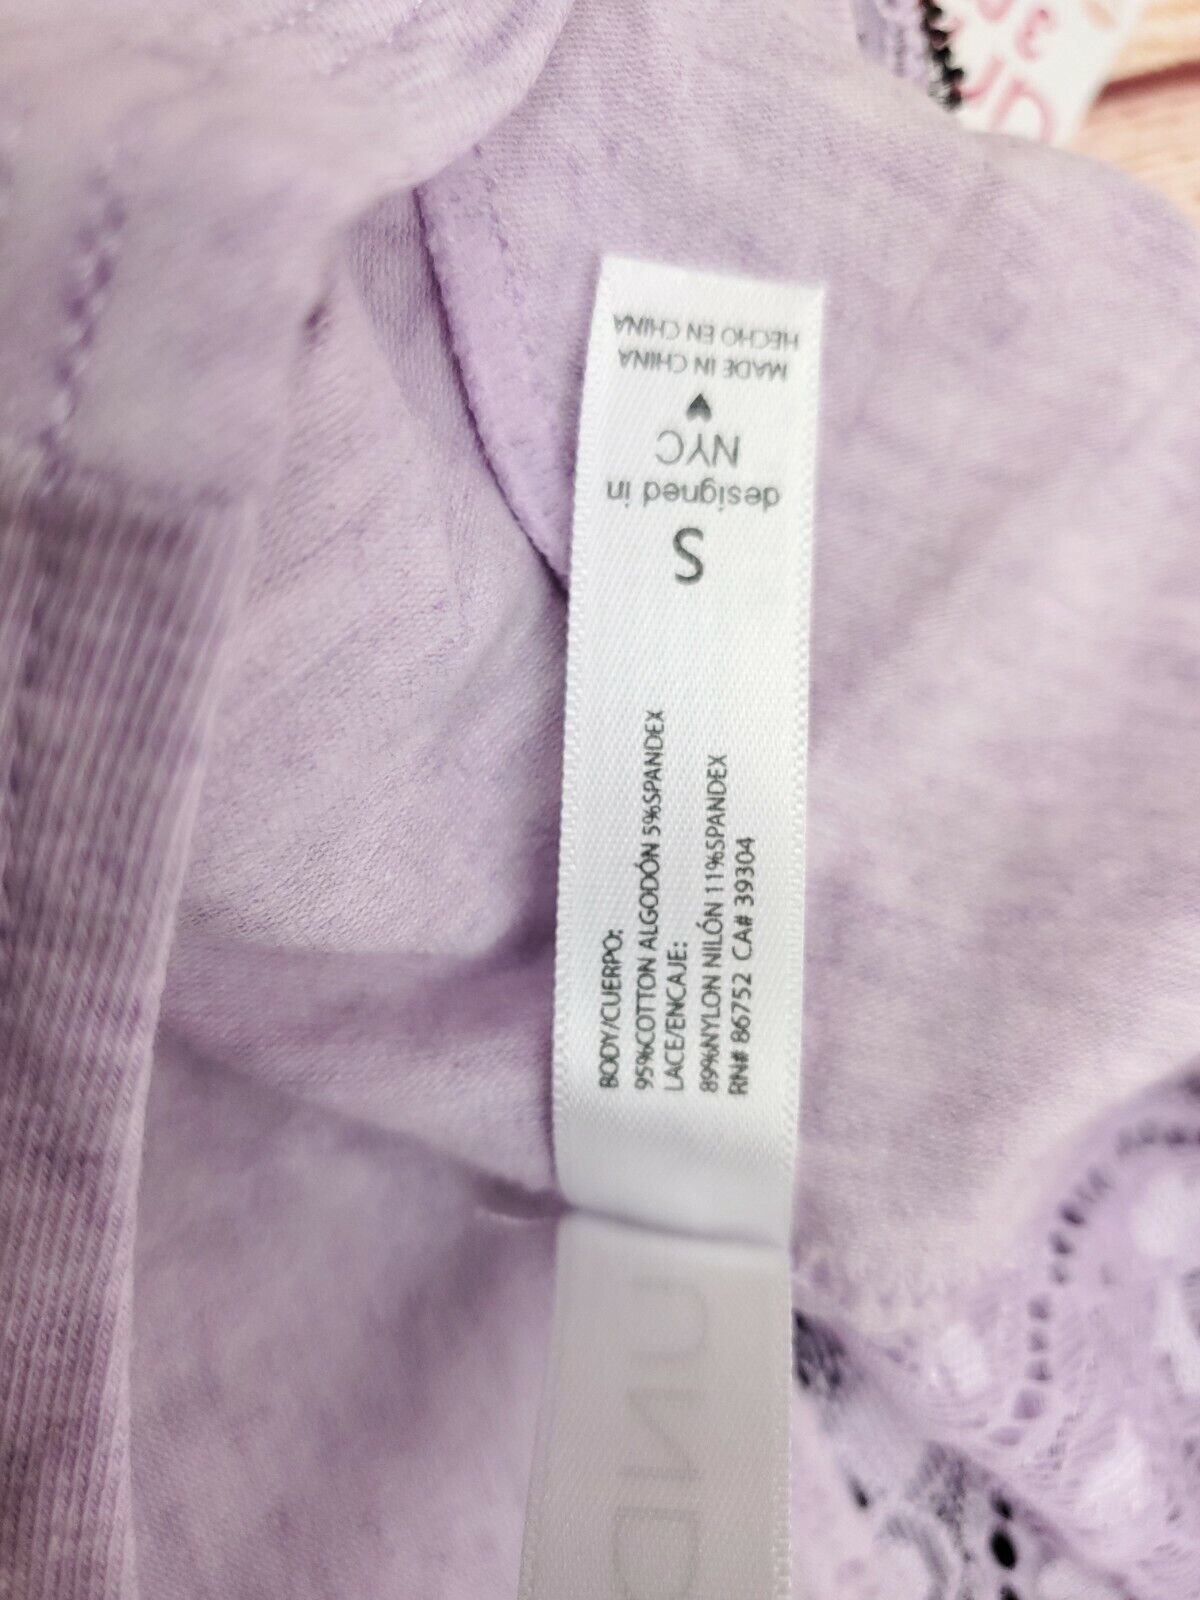 HECHO EN CHINA
MADE IN CHINA
NYC
designed in
S
BODY/CUERPO:
95%COTTON ALGODÓN 5%SPANDEX
LACE/ENCAJE:
89%NYLON NILÓN 11%SPANDEX
RN# 86752 CA# 39304